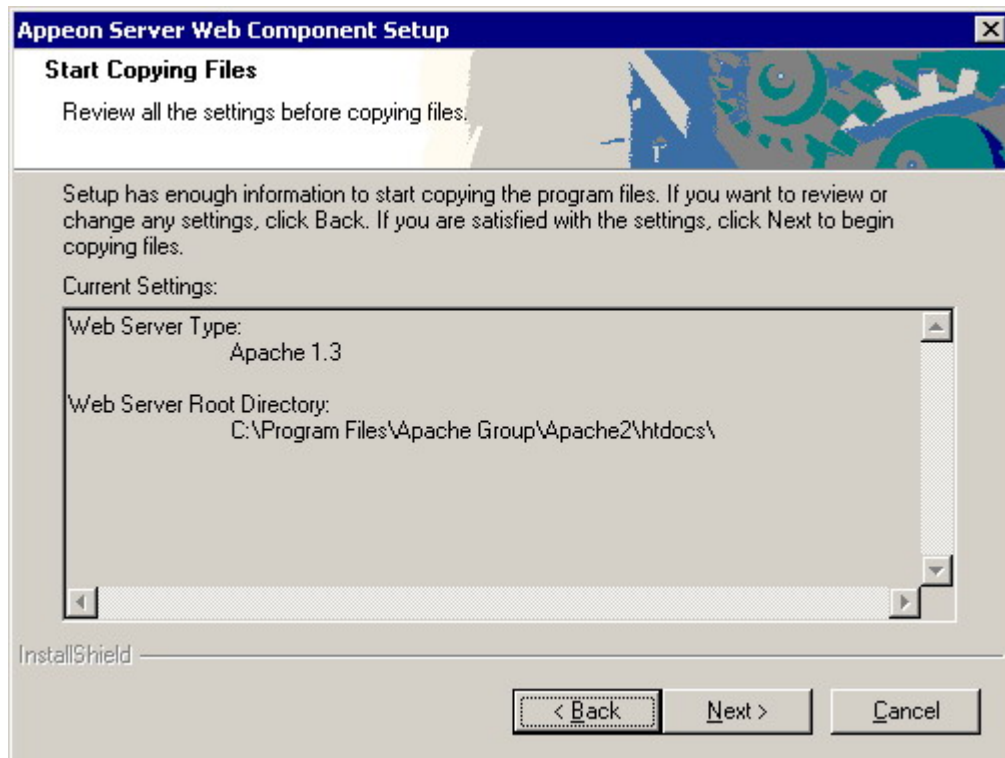 Appeon Server Web Component Setup
Start Copying Files
Review all the settings before copying files.
Setup has enough information to start copying the program files. If you want to review or
change any settings, click Back. If you are satisfied with the settings, click Next to begin
copying files.
Current Settings:
Web Server Type:
Apache 1.3
Web Server Root Directory:
C:\Program Files\Apache Group\Apache2\htdocs\
InstallShield
< Back Next > Cancel